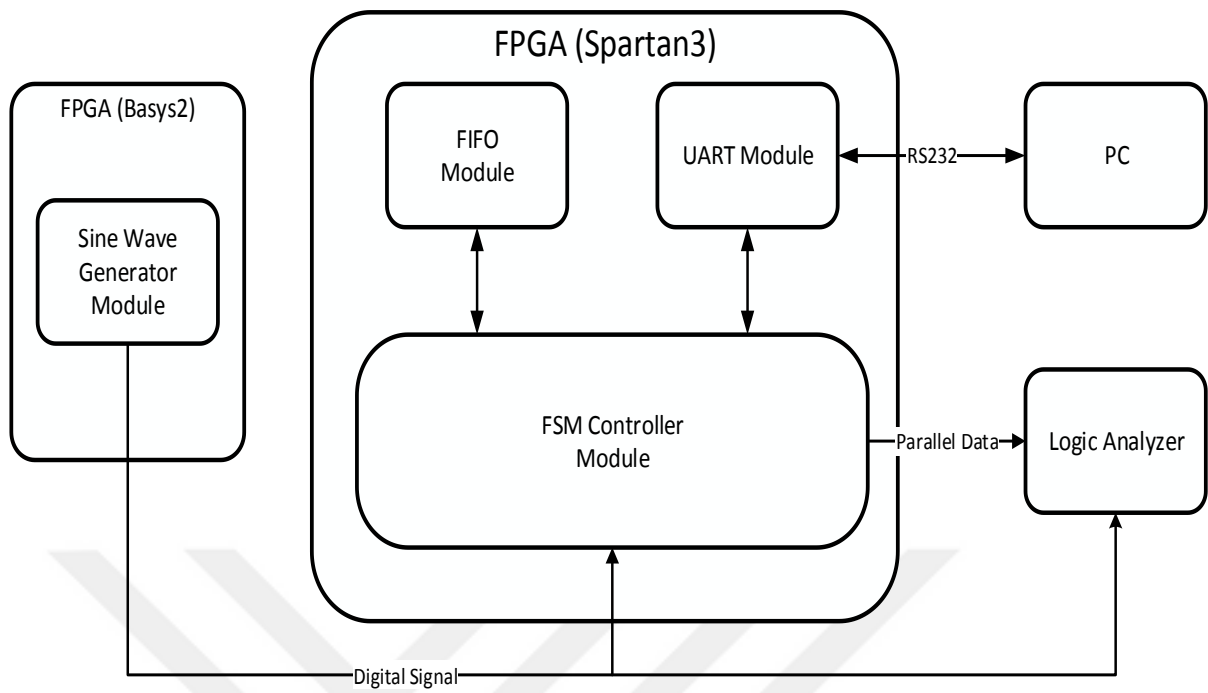 FPGA (Spartan3)
FPGA (Basys2)
FIFO
Module
UART Module
RS232
PC
Sine Wave
Generator
Module
FSM Controller
Module
Parallel Data
Logic Analyzer
Digital Signal